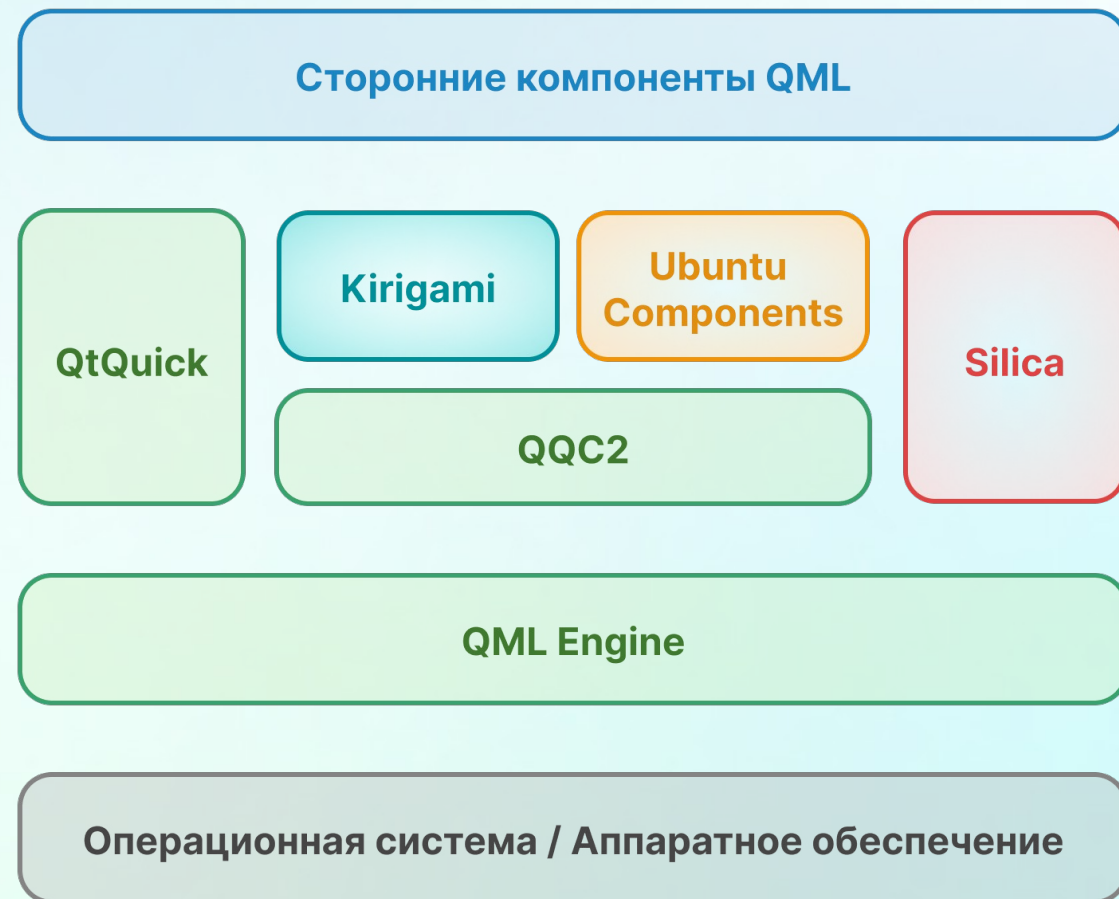 Сторонние компоненты QML
QtQuick
Kirigami
Ubuntu
Components
QQC2
Silica
QML Engine
Операционная система / Аппаратное обеспечение